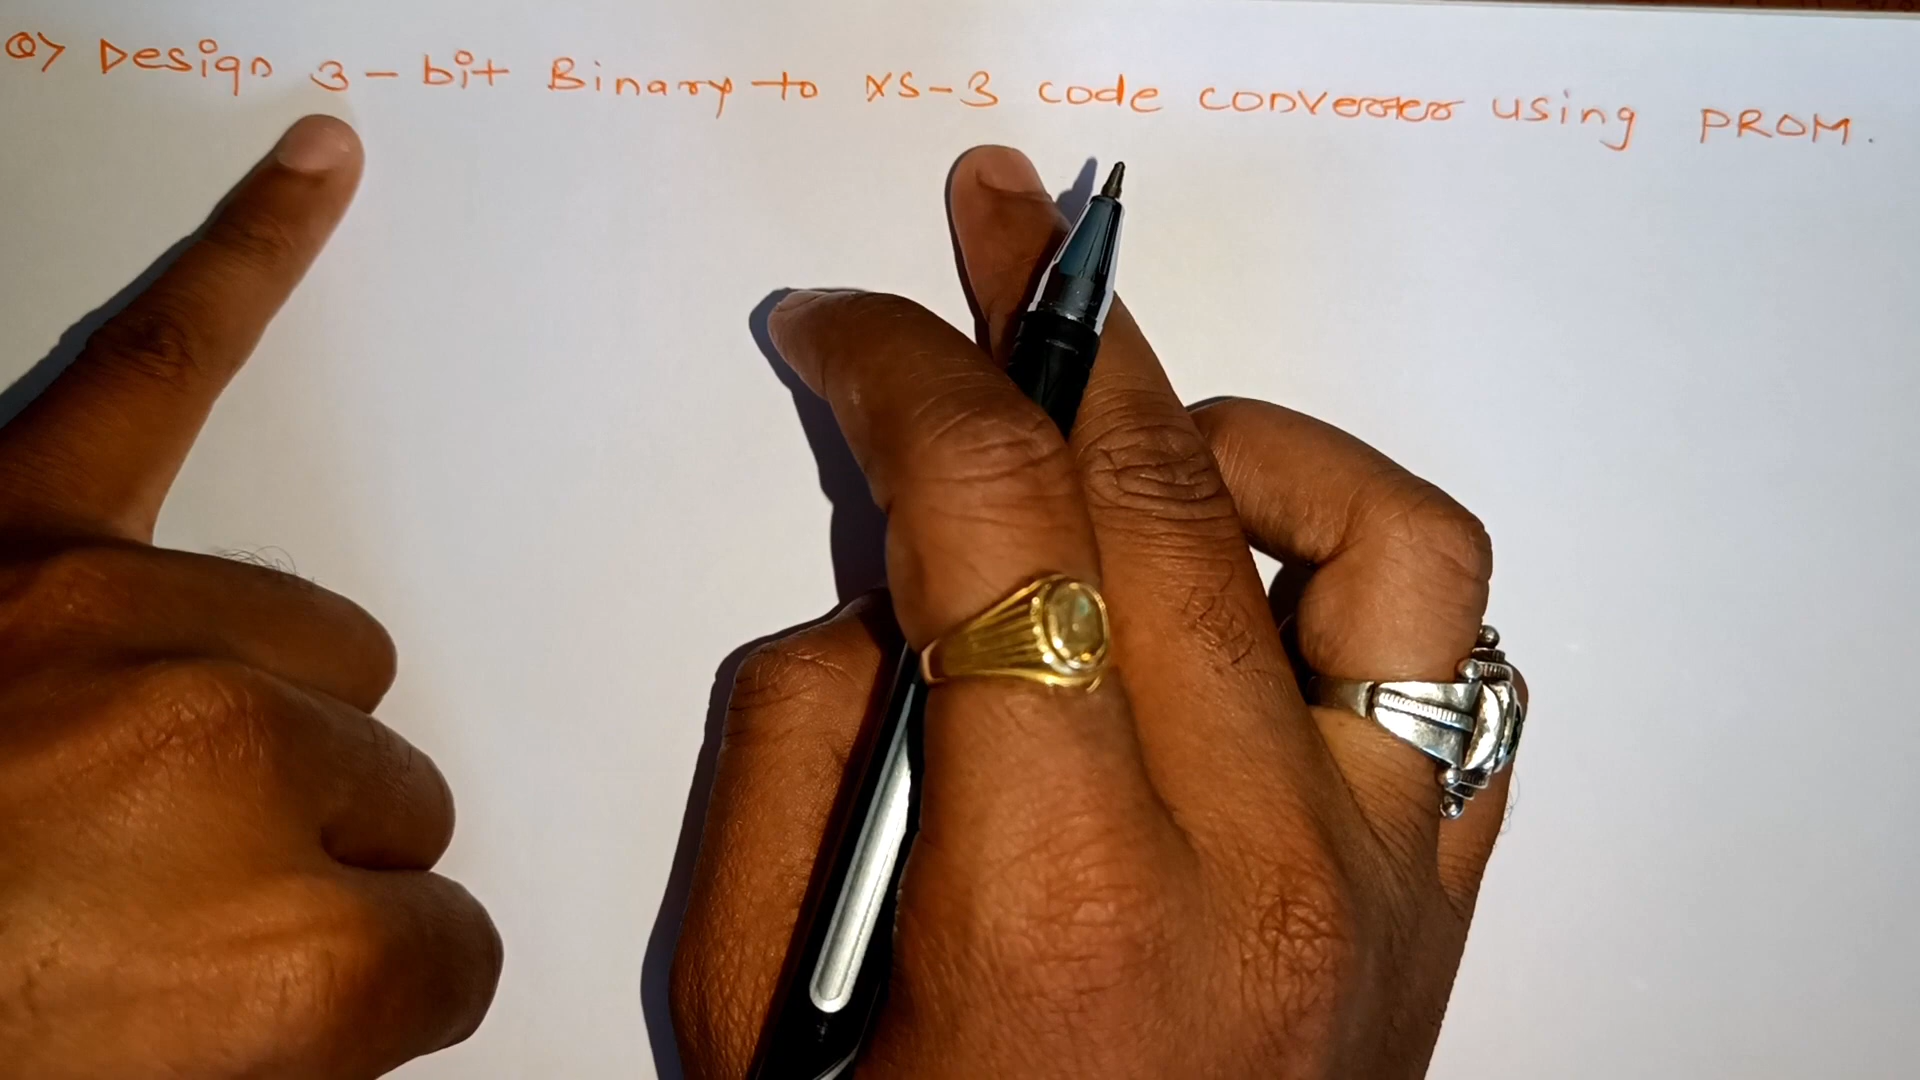 Q> Design 3-bit Binary to XS-3 code converter using PROM.